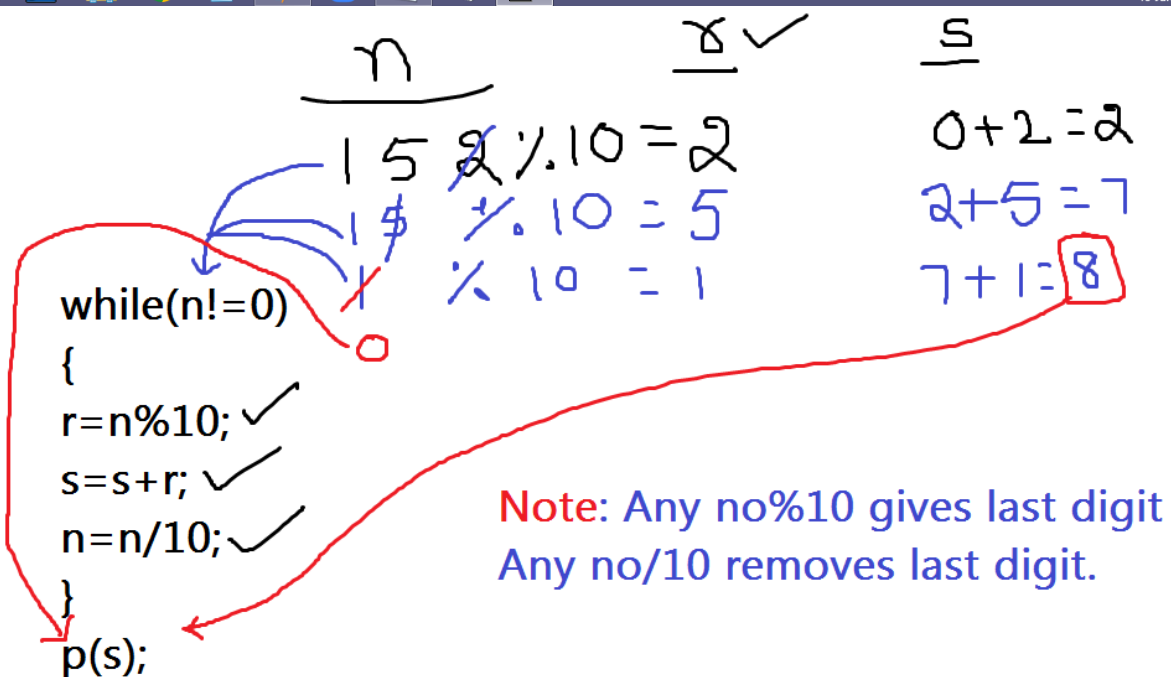 n r s
152%10=2 0+2=2
15 %10=5 2+5=7
1 %10=1 7+1=8
0
while(n!=0)
{
r=n%10;
s=s+r;
n=n/10;
}
p(s);
Note: Any no%10 gives last digit
Any no/10 removes last digit.